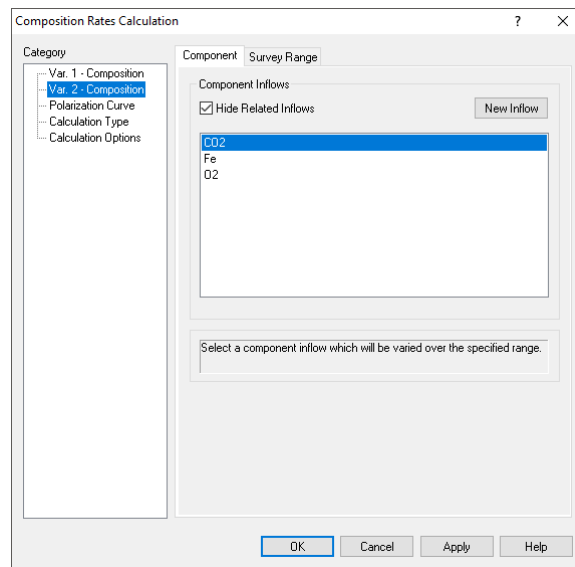 Composition Rates Calculation
?
Category
Var. 1 - Composition
Var. 2 - Composition
Polarization Curve
Calculation Type
Calculation Options
Component
Survey Range
Component Inflows
Hide Related Inflows
New Inflow
CO2
Fe
O2
Select a component inflow which will be varied over the specified range.
OK
Cancel
Apply
Help